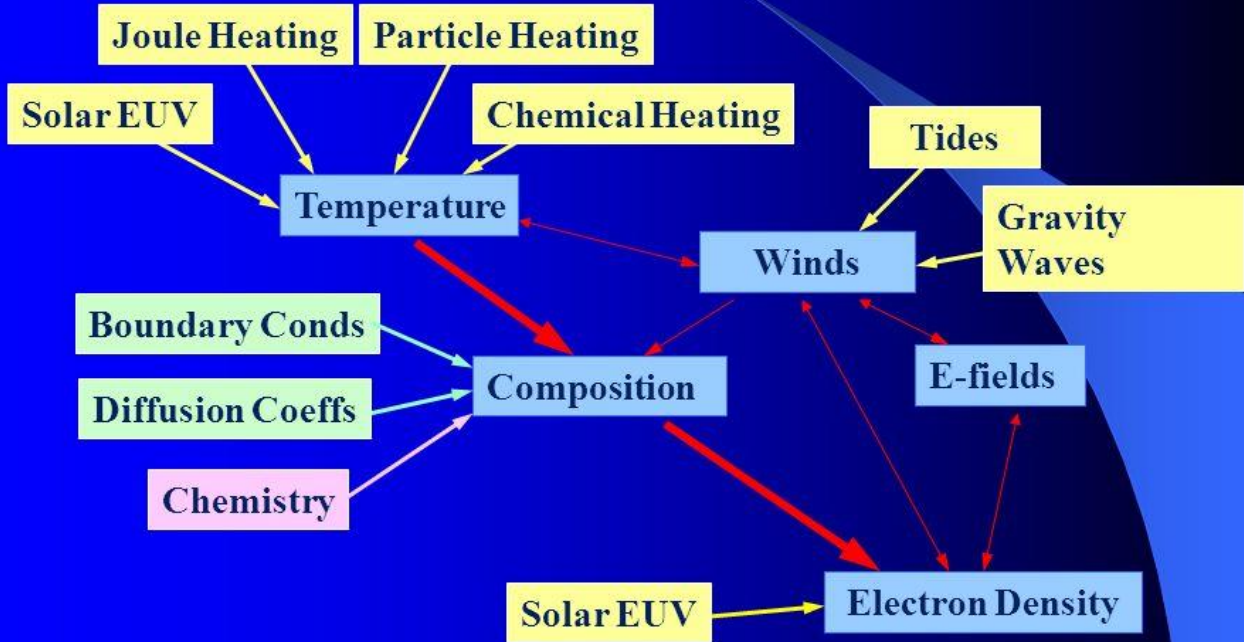 Joule Heating
Particle Heating
Solar EUV
Chemical Heating
Tides
Temperature
Gravity
Waves
Winds
Boundary Conds
E-fields
Composition
Diffusion Coeffs
Chemistry
Electron Density
Solar EUV